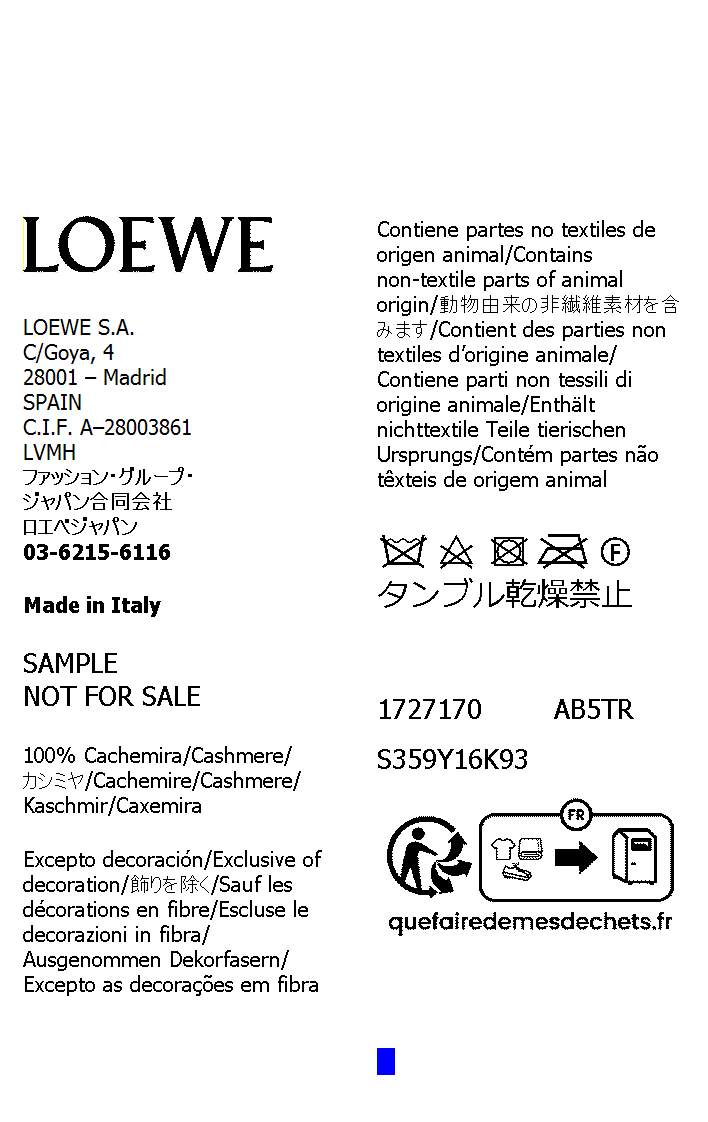 LOEWE
LOEWE S.A.
C/Goya, 4
28001 – Madrid
SPAIN
C.I.F. A–28003861
LVMH
ファッション・グループ・
ジャパン合同会社
ロエベジャパン
03-6215-6116
Made in Italy
SAMPLE
NOT FOR SALE
100% Cachemira/Cashmere/
カシミヤ/Cachemire/Cashmere/
Kaschmir/Caxemira
Excepto decoración/Exclusive of
decoration/飾りを除く/Sauf les
décorations en fibre/Escluse le
decorazioni in fibra/
Ausgenommen Dekorfasern/
Excepto as decorações em fibra
Contiene partes no textiles de
origen animal/Contains
non-textile parts of animal
origin/動物由来の非繊維素材を含
みます/Contient des parties non
textiles d’origine animale/
Contiene parti non tessili di
origine animale/Enthält
nichttextile Teile tierischen
Ursprungs/Contém partes não
têxteis de origem animal
F
タンブル乾燥禁止
1727170 AB5TR
S359Y16K93
FR
quefairedemesdechets.fr